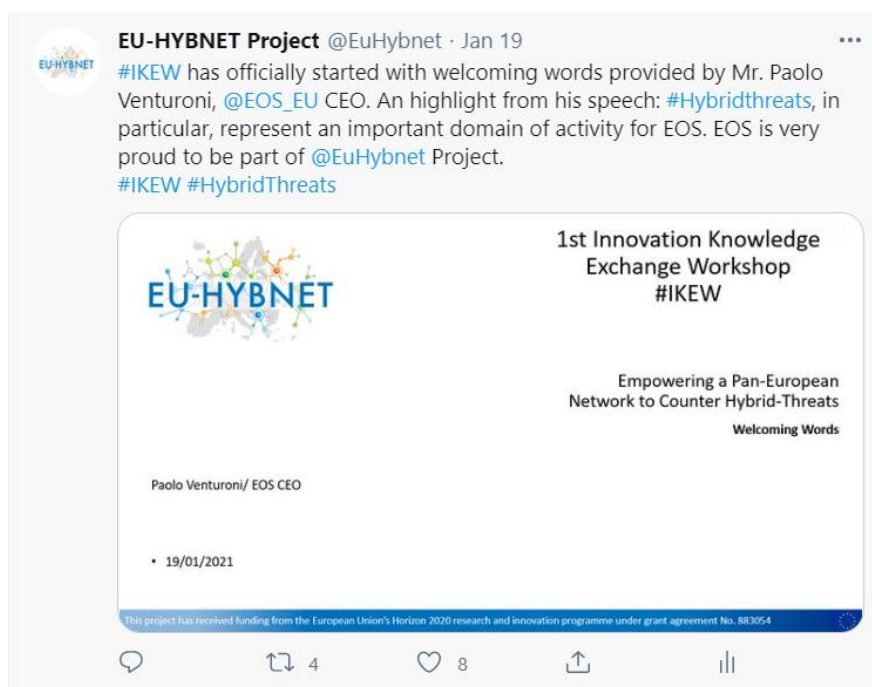 EU-HYBNET
EU-HYBNET Project @EuHybnet · Jan 19
#IKEW has officially started with welcoming words provided by Mr. Paolo
Venturoni, @EOS_EU CEO. An highlight from his speech: #Hybridthreats, in
particular, represent an important domain of activity for EOS. EOS is very
proud to be part of @EuHybnet Project.
#IKEW #HybridThreats
EU-HYBNET
1st Innovation Knowledge
Exchange Workshop
#IKEW
Empowering a Pan-European
Network to Counter Hybrid-Threats
Welcoming Words
Paolo Venturoni/ EOS CEO
• 19/01/2021
This project has received funding from the European Union's Horizon 2020 research and innovation programme under grant agreement No. 883054
4
8